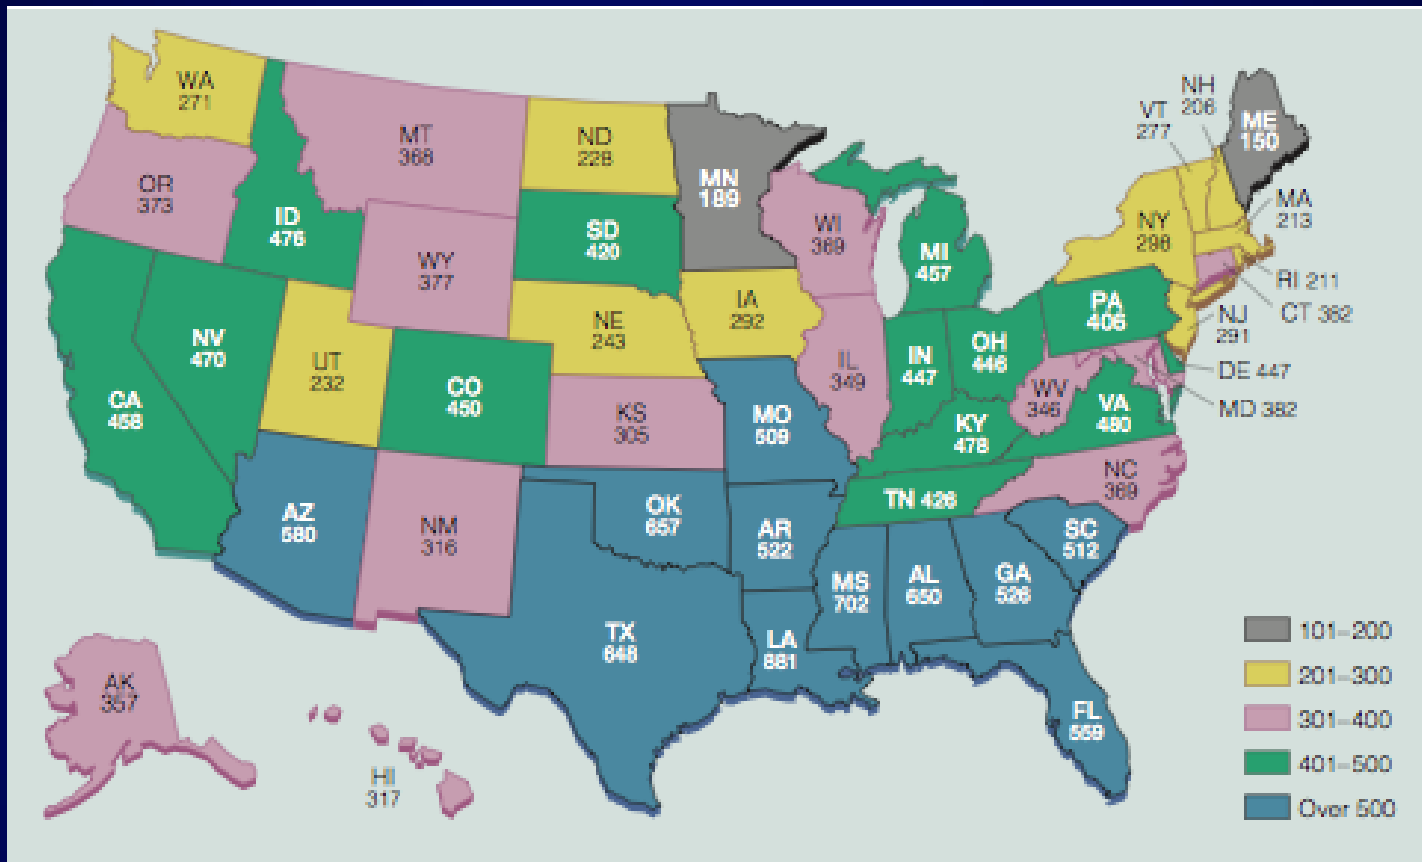 WA
271
MT
368
ND
228
MN
189
OR
373
ID
476
SD
420
WI
369
WY
377
MI
457
NH
206
VT
277
ME
150
NY
296
MA
213
RI 211
CT 362
NJ
291
PA
406
NV
470
UT
232
NE
243
IA
292
IL
349
IN
447
OH
446
DE 447
MD 382
WV
346
VA
480
CA
458
CO
450
KS
305
MO
509
KY
478
NC
369
TN 426
AZ
580
NM
316
OK
657
AR
522
SC
512
MS
702
AL
650
GA
526
TX
648
LA
881
FL
559
AK
357
HI
317
101–200
201–300
301–400
401–500
Over 500